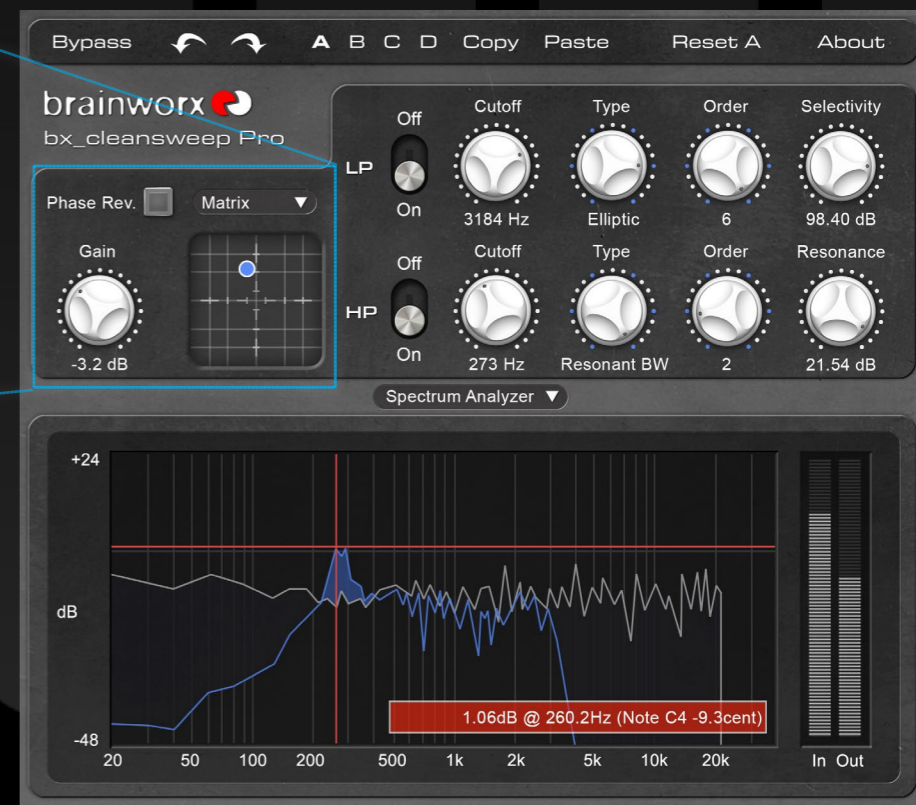 Bypass A B C D Copy Paste Reset A About
brainworx
bx_cleansweep Pro
Phase Rev. Matrix ▼
Gain
-3.2 dB
LP
Off
On
Cutoff Type Order Selectivity
3184 Hz Elliptic 6 98.40 dB
HP
Off
On
Cutoff Type Order Resonance
273 Hz Resonant BW 2 21.54 dB
Spectrum Analyzer ▼
+24
dB
-48
1.06dB @ 260.2Hz (Note C4 -9.3cent)
20 50 100 200 500 1k 2k 5k 10k 20k
In Out